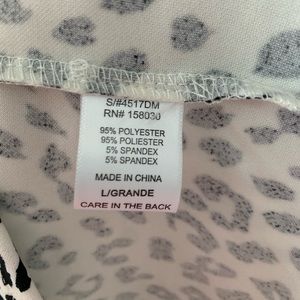 S/#4517DM
RN# 158030
95% POLYESTER
95% POLIESTER
5% SPANDEX
5% SPANDEX
MADE IN CHINA
L/GRANDE
CARE IN THE BACK